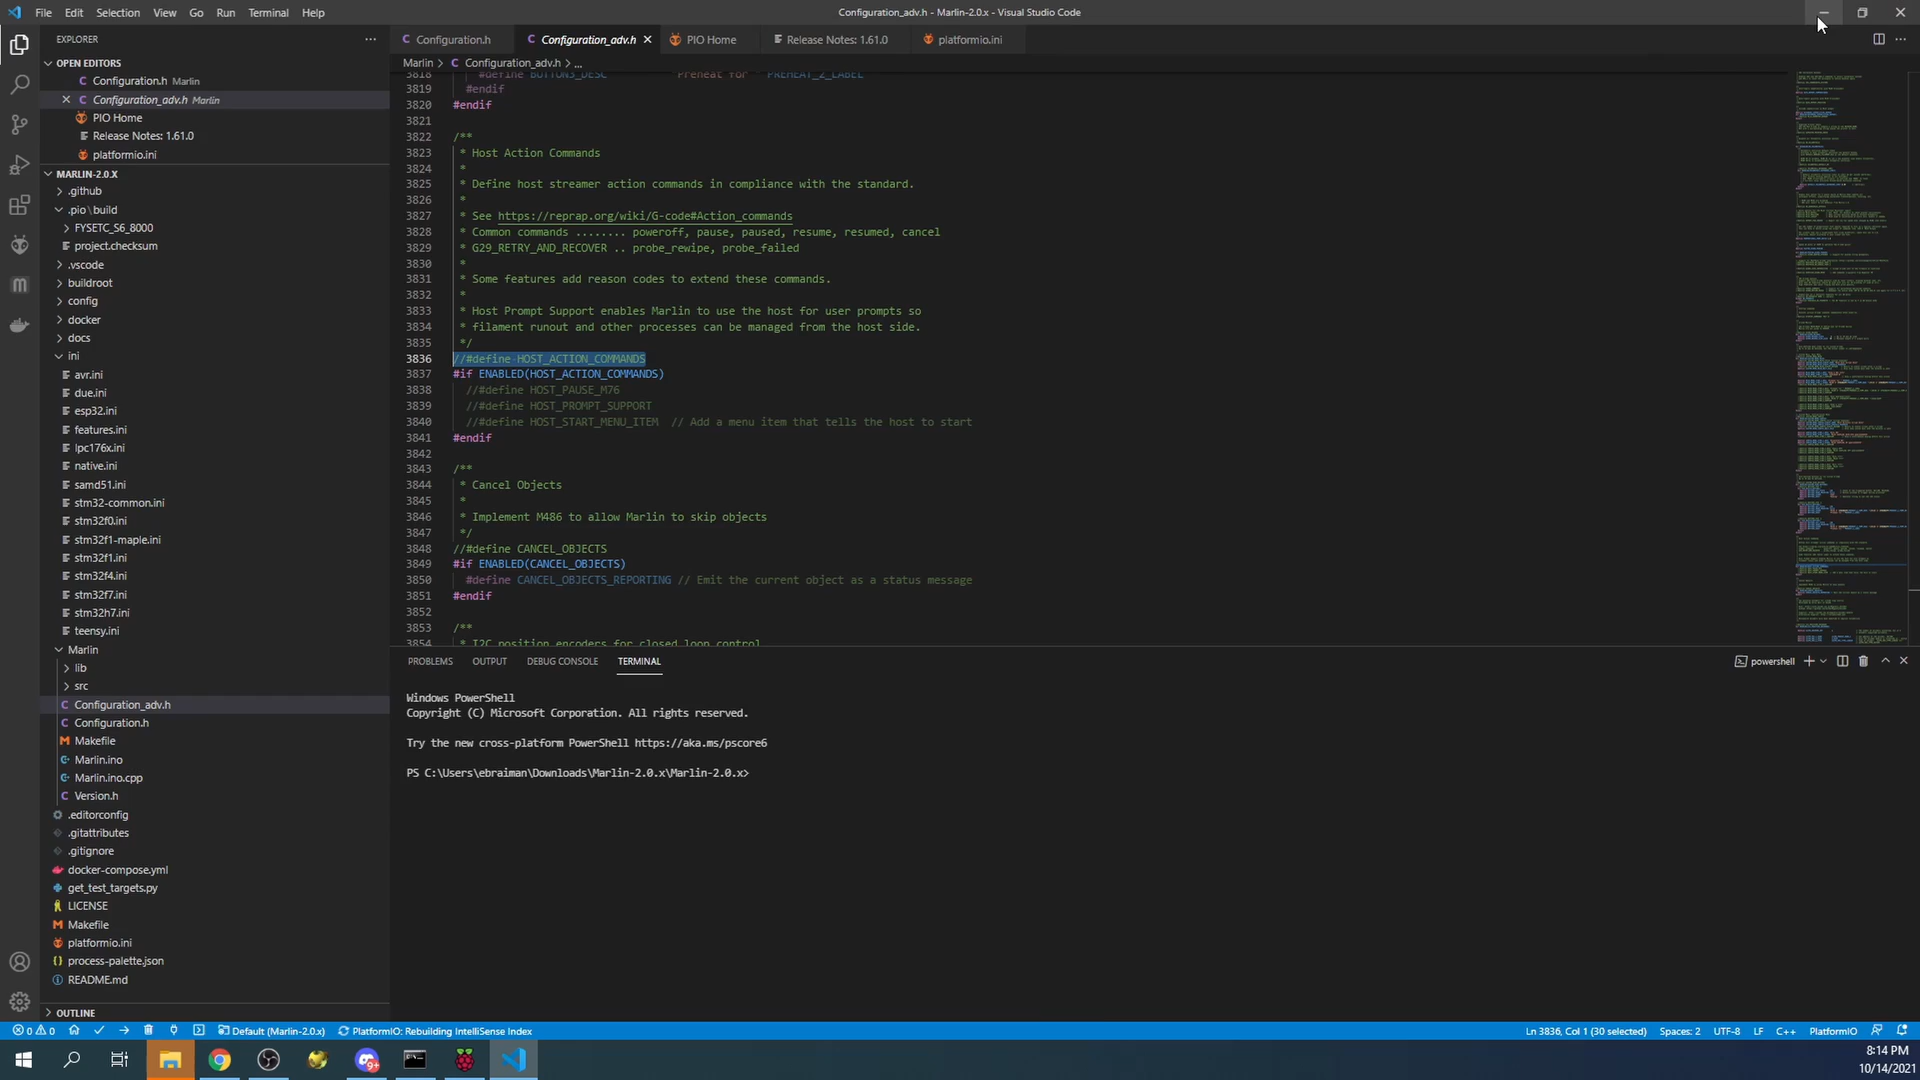 File Edit Selection View Go Run Terminal Help
Configuration_adv.h - Marlin-2.0.x - Visual Studio Code
EXPLORER
OPEN EDITORS
Configuration.h Marlin
Configuration_adv.h Marlin
PIO Home
Release Notes: 1.61.0
platformio.ini
MARLIN-2.0.X
.github
.pio\build
FYSETC_S6_8000
project.checksum
.vscode
buildroot
config
docker
docs
ini
avr.ini
due.ini
esp32.ini
features.ini
lpc176x.ini
native.ini
samd51.ini
stm32-common.ini
stm32f0.ini
stm32f1-maple.ini
stm32f1.ini
stm32f4.ini
stm32f7.ini
stm32h7.ini
teensy.ini
Marlin
lib
src
Configuration_adv.h
Configuration.h
Makefile
Marlin.ino
Marlin.ino.cpp
Version.h
.editorconfig
.gitattributes
.gitignore
docker-compose.yml
get_test_targets.py
LICENSE
Makefile
platformio.ini
process-palette.json
README.md
OUTLINE
Configuration.h Configuration_adv.h PIO Home Release Notes: 1.61.0 platformio.ini
Marlin > Configuration_adv.h > ...
3818 #define BUTTON3_DESC "Preheat for " PREHEAT_2_LABEL
3819 #endif
3820 #endif
3821
3822 /**
3823 * Host Action Commands
3824 *
3825 * Define host streamer action commands in compliance with the standard.
3826 *
3827 * See https://reprap.org/wiki/G-code#Action_commands
3828 * Common commands ........ poweroff, pause, paused, resume, resumed, cancel
3829 * G29_RETRY_AND_RECOVER .. probe_rewipe, probe_failed
3830 *
3831 * Some features add reason codes to extend these commands.
3832 *
3833 * Host Prompt Support enables Marlin to use the host for user prompts so
3834 * filament runout and other processes can be managed from the host side.
3835 */
3836 //#define HOST_ACTION_COMMANDS
3837 #if ENABLED(HOST_ACTION_COMMANDS)
3838 //#define HOST_PAUSE_M76
3839 //#define HOST_PROMPT_SUPPORT
3840 //#define HOST_START_MENU_ITEM // Add a menu item that tells the host to start
3841 #endif
3842
3843 /**
3844 * Cancel Objects
3845 *
3846 * Implement M486 to allow Marlin to skip objects
3847 */
3848 //#define CANCEL_OBJECTS
3849 #if ENABLED(CANCEL_OBJECTS)
3850 #define CANCEL_OBJECTS_REPORTING // Emit the current object as a status message
3851 #endif
3852
3853 /**
3854 * I2C position encoders for closed loop control
PROBLEMS OUTPUT DEBUG CONSOLE TERMINAL
powershell
Windows PowerShell
Copyright (C) Microsoft Corporation. All rights reserved.
Try the new cross-platform PowerShell https://aka.ms/pscore6
PS C:\Users\ebraiman\Downloads\Marlin-2.0.x\Marlin-2.0.x>
0 0 Default (Marlin-2.0.x) PlatformIO: Rebuilding IntelliSense Index
Ln 3836, Col 1 (30 selected) Spaces: 2 UTF-8 LF C++ PlatformIO
9+
8:14 PM
10/14/2021